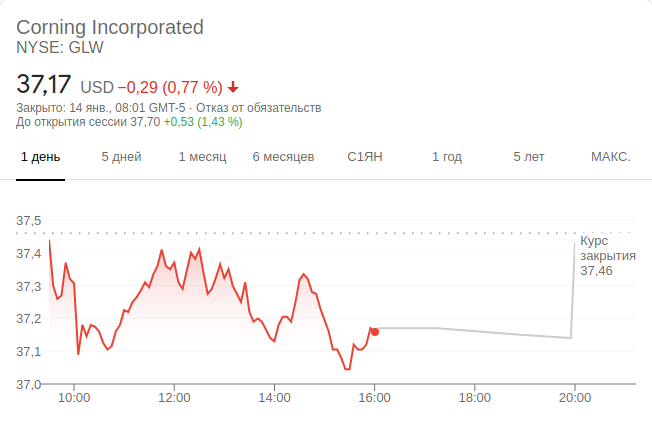 Corning Incorporated
NYSE: GLW
37,17 USD −0,29 (0,77 %)
Закрыто: 14 янв., 08:01 GMT-5 · Отказ от обязательств
До открытия сессии 37,70 +0,53 (1,43 %)
1 день 5 дней 1 месяц 6 месяцев С1ЯН 1 год 5 лет МАКС.
37,5
37,4
37,3
37,2
37,1
37,0
Курс
закрытия
37,46
10:00 12:00 14:00 16:00 18:00 20:00